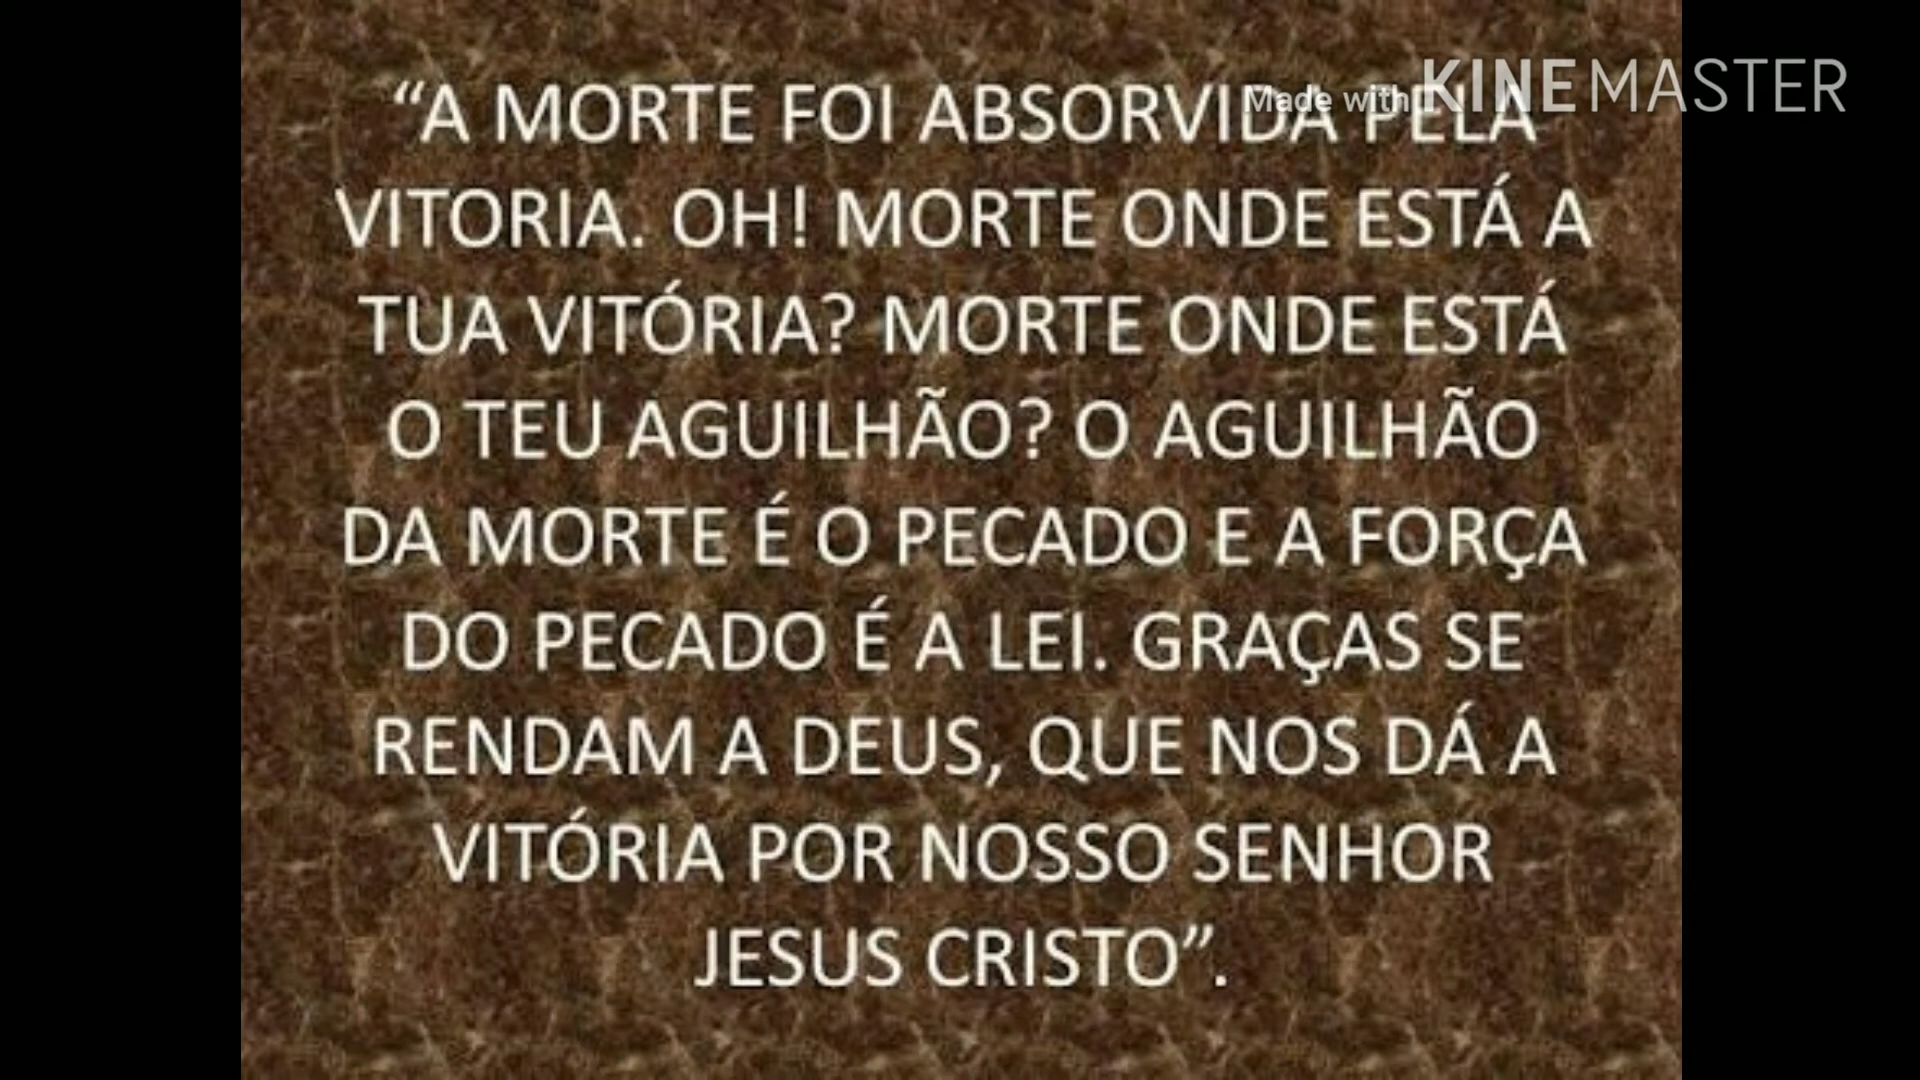 “A MORTE FOI ABSORVIDA PELA
Made with KINEMASTER
VITORIA. OH! MORTE ONDE ESTÁ A
TUA VITÓRIA? MORTE ONDE ESTÁ
O TEU AGUILHÃO? O AGUILHÃO
DA MORTE É O PECADO E A FORÇA
DO PECADO É A LEI. GRAÇAS SE
RENDAM A DEUS, QUE NOS DÁ A
VITÓRIA POR NOSSO SENHOR
JESUS CRISTO”.